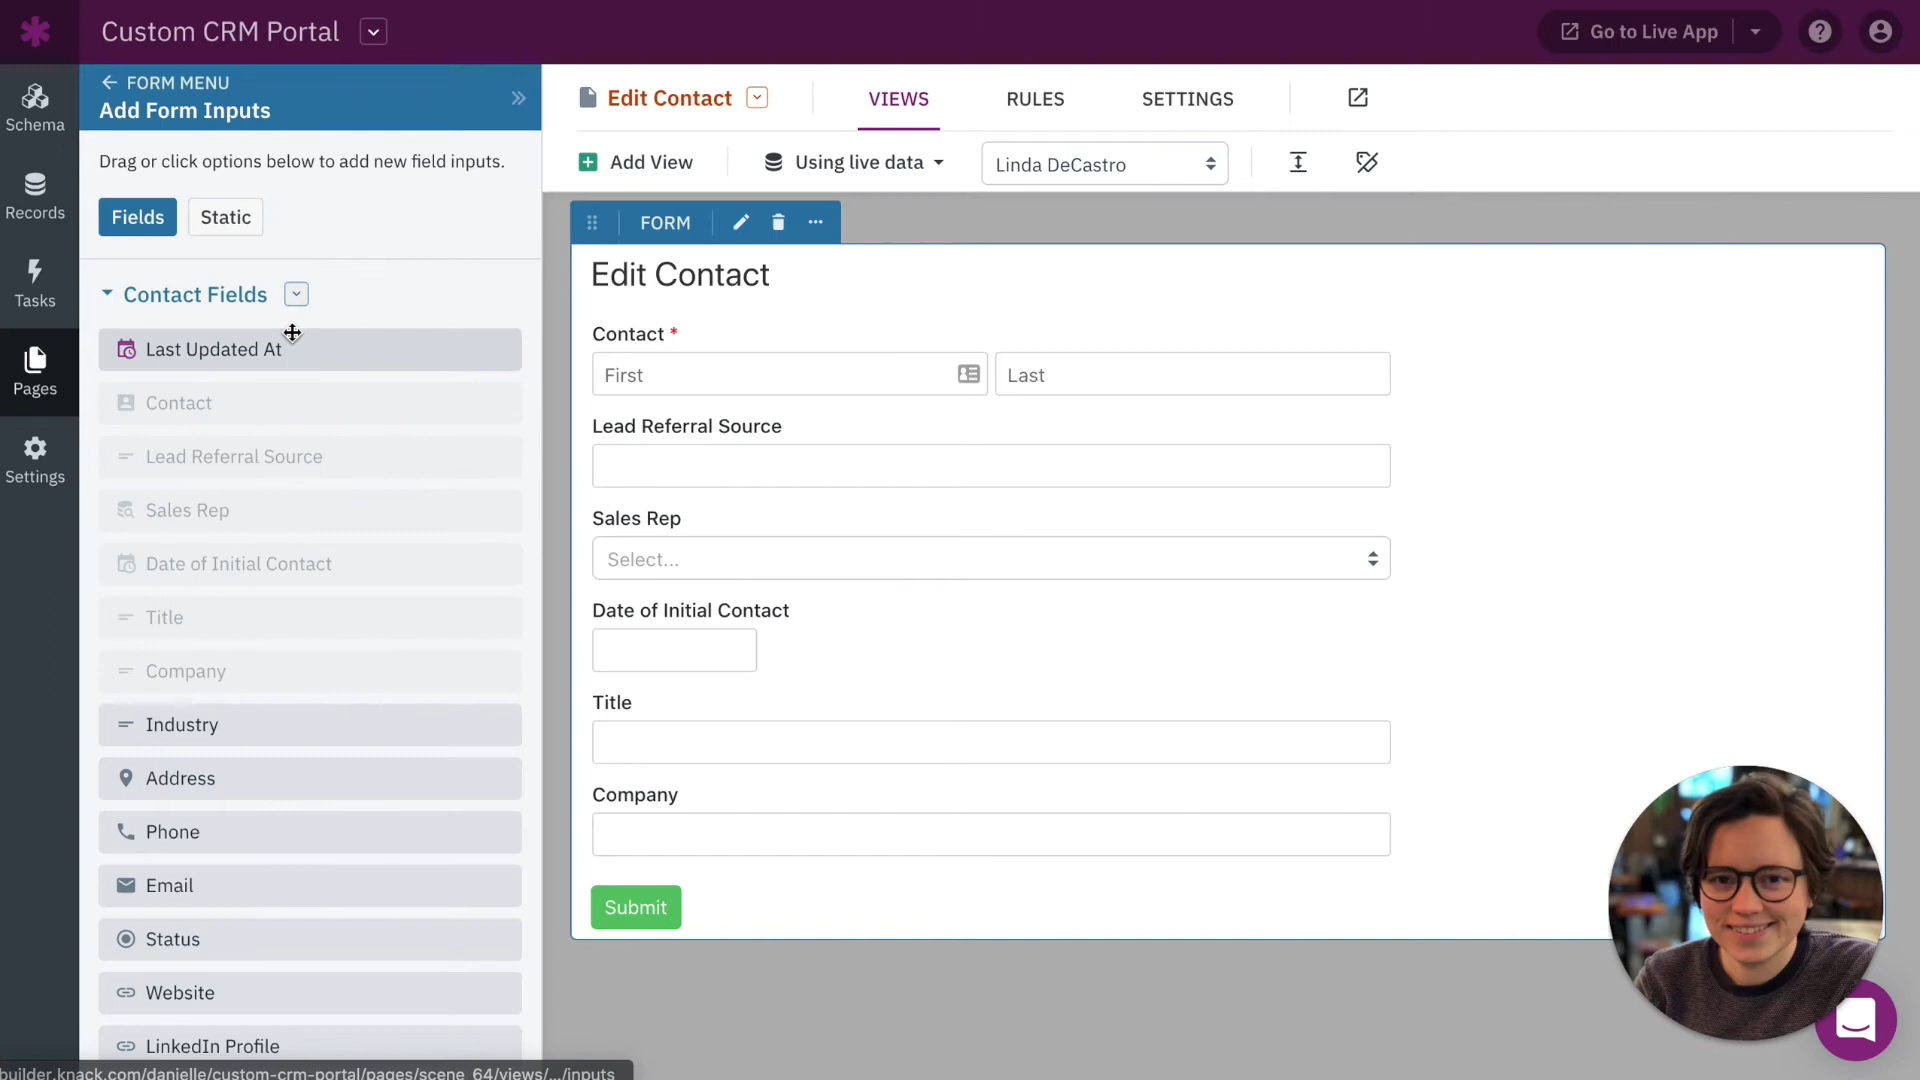 Custom CRM Portal
Go to Live App
Schema
Records
Tasks
Pages
Settings
FORM MENU
Add Form Inputs
Drag or click options below to add new field inputs.
Fields
Static
Contact Fields
Last Updated At
Contact
Lead Referral Source
Sales Rep
Date of Initial Contact
Title
Company
Industry
Address
Phone
Email
Status
Website
LinkedIn Profile
builder.knack.com/danielle/custom-crm-portal/pages/scene_64/views/.../inputs
Edit Contact
VIEWS
RULES
SETTINGS
Add View
Using live data
Linda DeCastro
FORM
Edit Contact
Contact *
First
Last
Lead Referral Source
Sales Rep
Select...
Date of Initial Contact
Title
Company
Submit